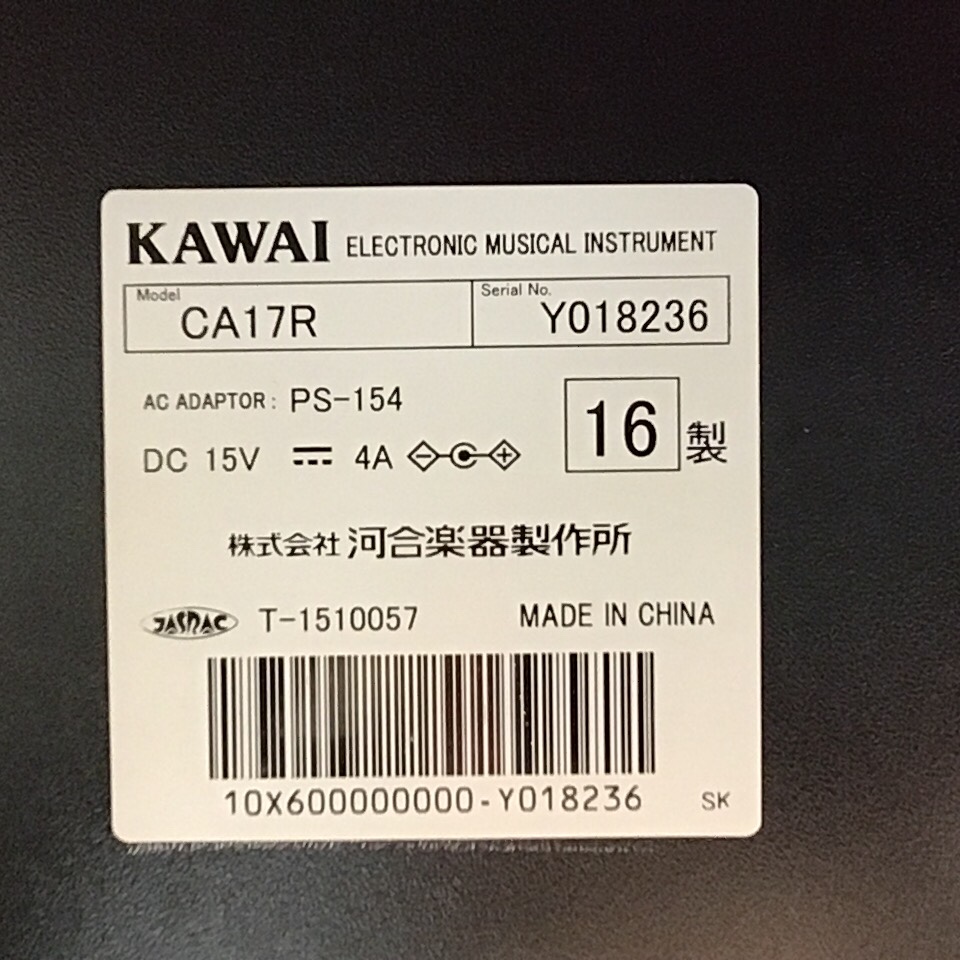 KAWAI ELECTRONIC MUSICAL INSTRUMENT
Model CA17R
Serial No. Y018236
AC ADAPTOR: PS-154
DC 15V 4A
16 製
株式会社 河合楽器製作所
JASRAC T-1510057 MADE IN CHINA
10X600000000-Y018236 SK